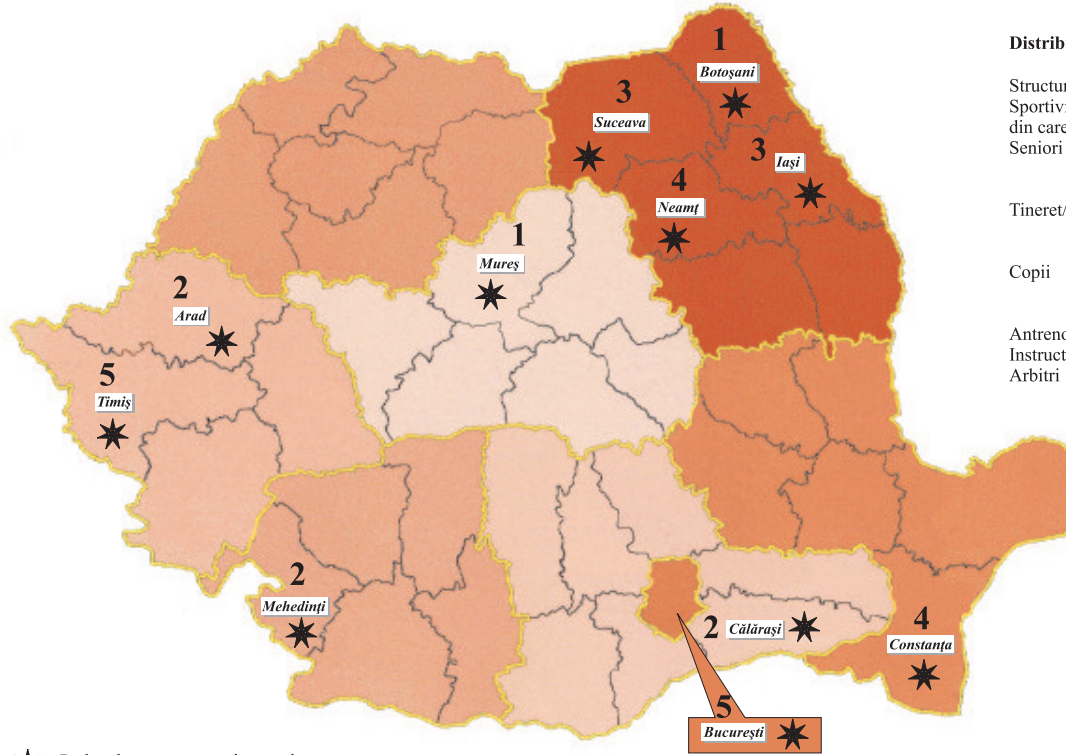 1
Botoşani
3
Suceava
3
Iaşi
4
Neamţ
1
Mureş
2
Arad
5
Timiş
2
Mehedinţi
2 Călăraşi
4
Constanţa
5
Bucureşti
Distrib
Structur
Sportivi
din care
Seniori
Tineret/
Copii
Antreno
Instruct
Arbitri